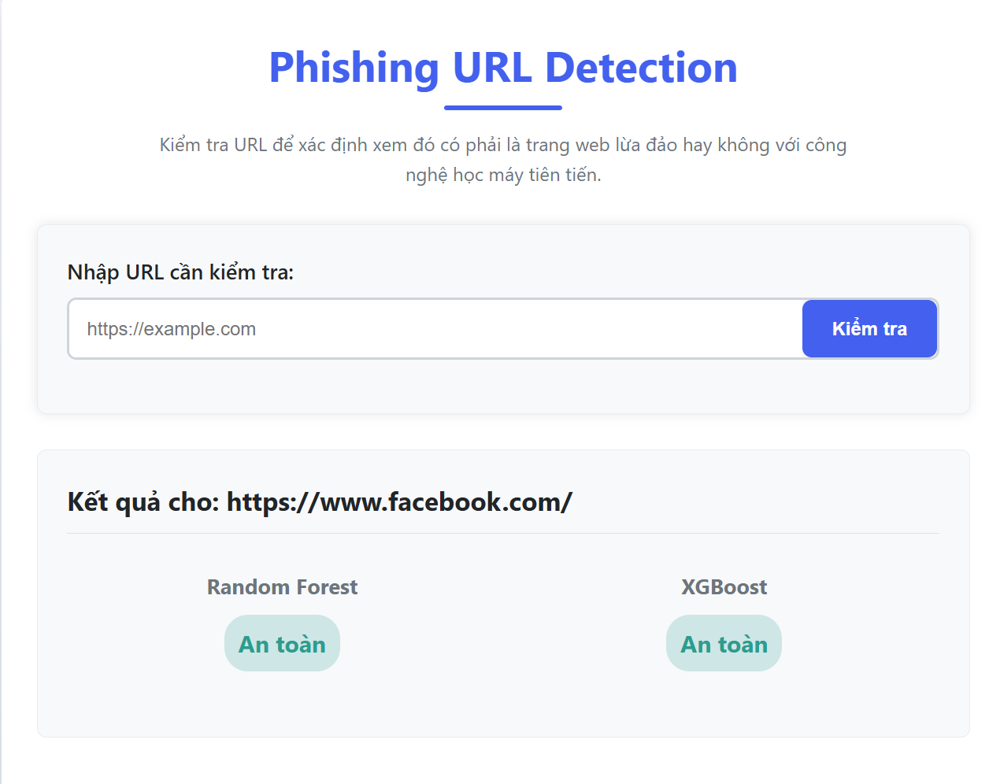 Phishing URL Detection
Kiểm tra URL để xác định xem đó có phải là trang web lừa đảo hay không với công
nghệ học máy tiên tiến.
Nhập URL cần kiểm tra:
https://example.com
Kiểm tra
Kết quả cho: https://www.facebook.com/
Random Forest
XGBoost
An toàn
An toàn